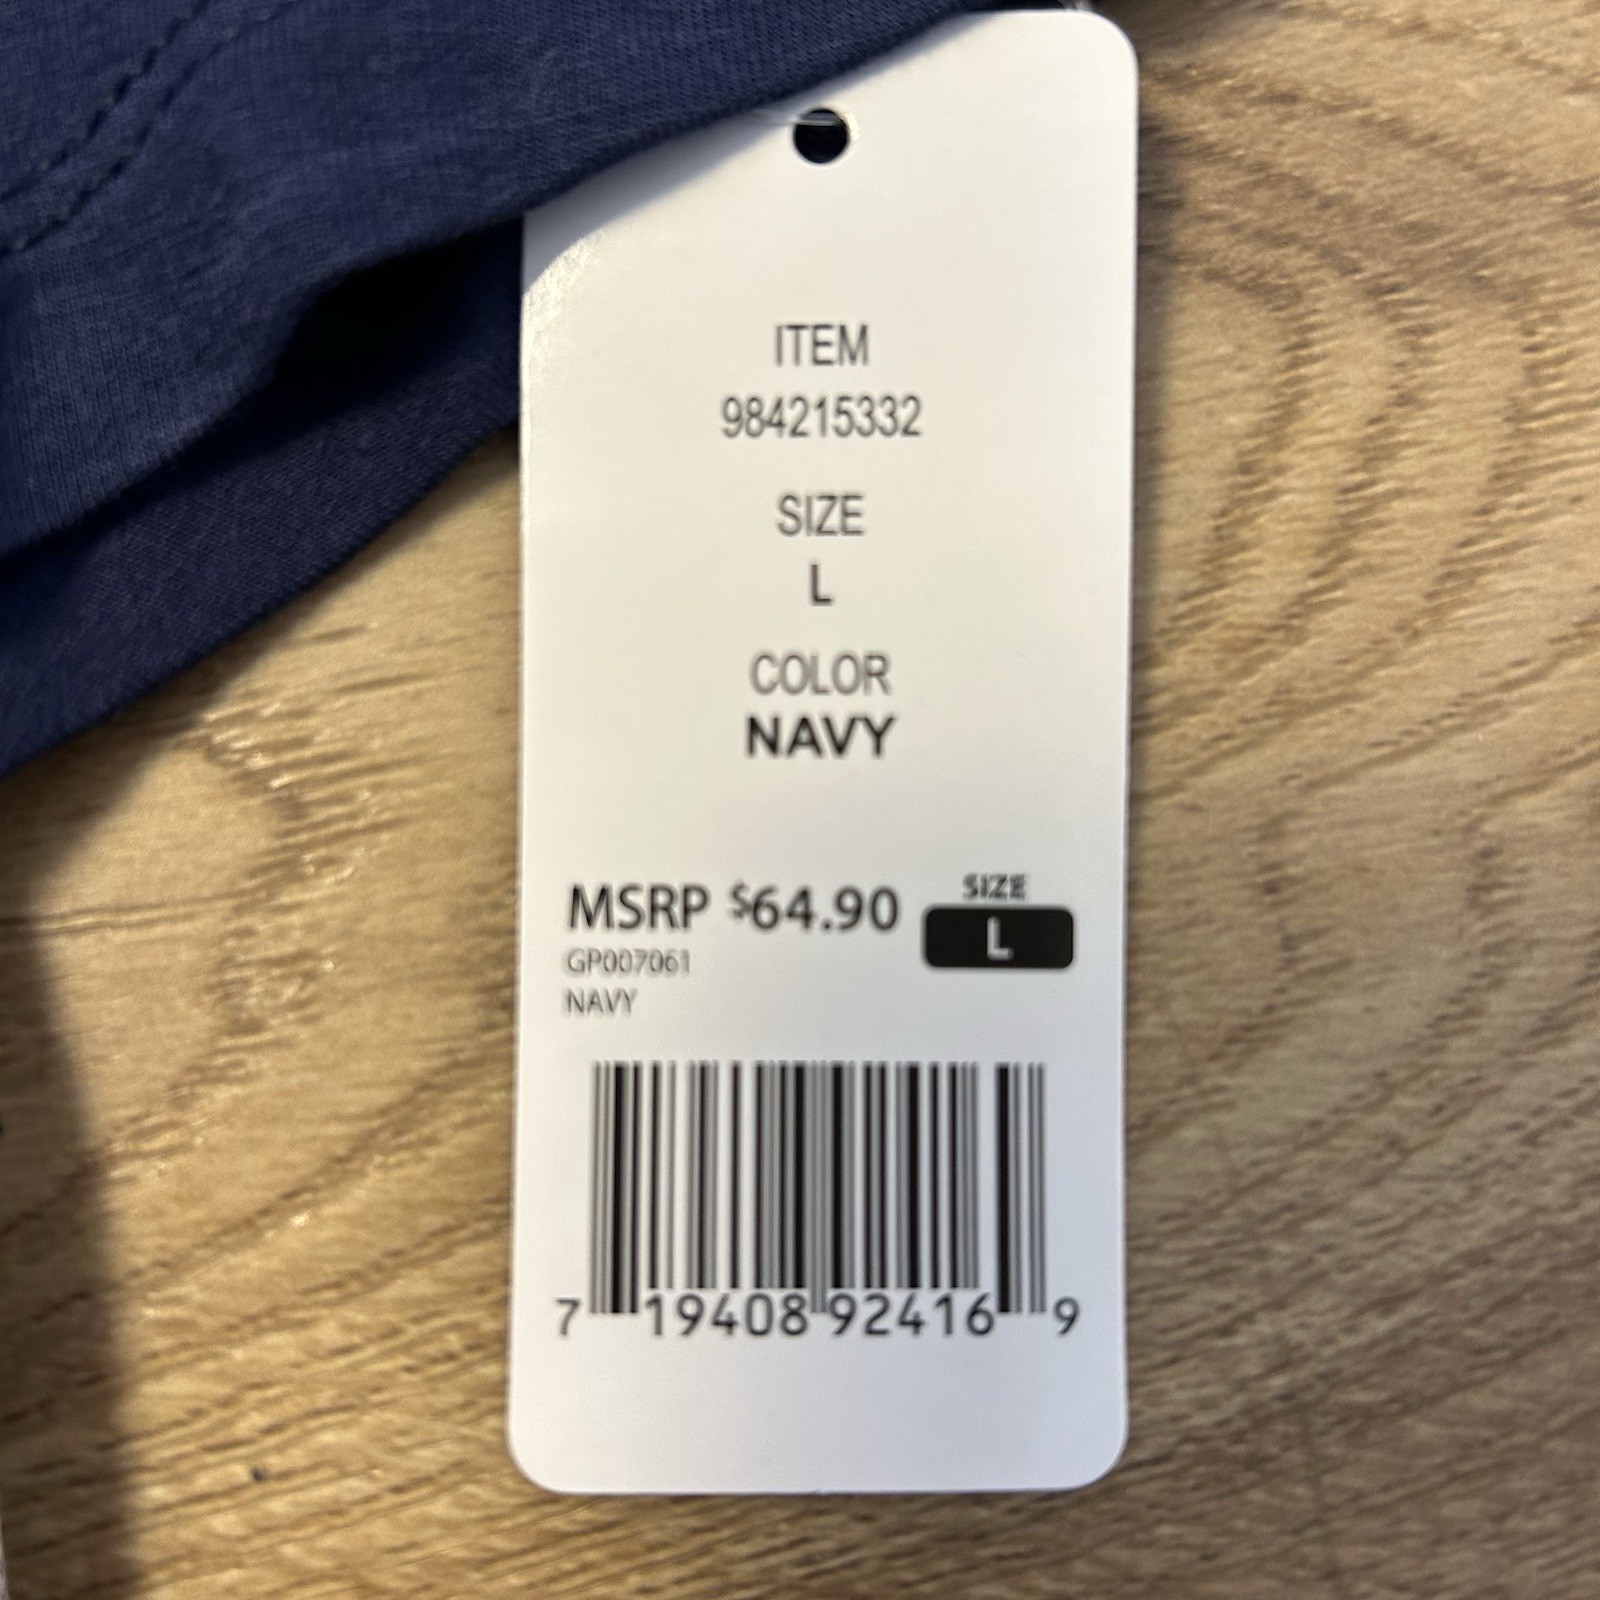 ITEM
984215332
SIZE
L
COLOR
NAVY
MSRP $64.90
SIZE
L
GP007061
NAVY
7 19408 92416 9